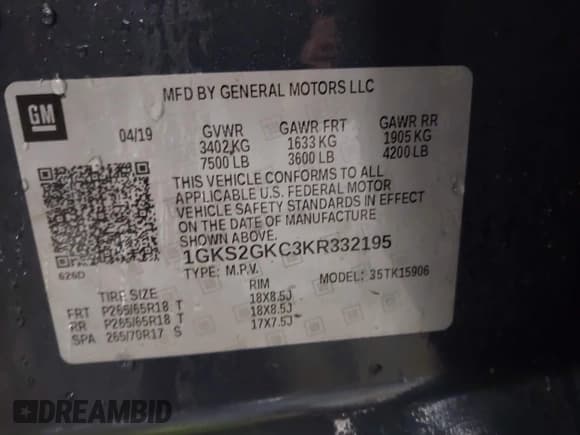 MFD BY GENERAL MOTORS LLC
GM
04/19 GVWR GAWR FRT GAWR RR
3402 KG 1633 KG 1905 KG
7500 LB 3600 LB 4200 LB
THIS VEHICLE CONFORMS TO ALL
APPLICABLE U.S. FEDERAL MOTOR
VEHICLE SAFETY STANDARDS IN EFFECT
ON THE DATE OF MANUFACTURE
SHOWN ABOVE.
626D
1GKS2GKC3KR332195
TYPE: M.P.V. MODEL: 35TK15906
TIRE SIZE RIM
FRT P265/65R18 T 18X8.5J
RR P265/65R18 T 18X8.5J
SPA 265/70R17 S 17X7.5J
DREAMBID